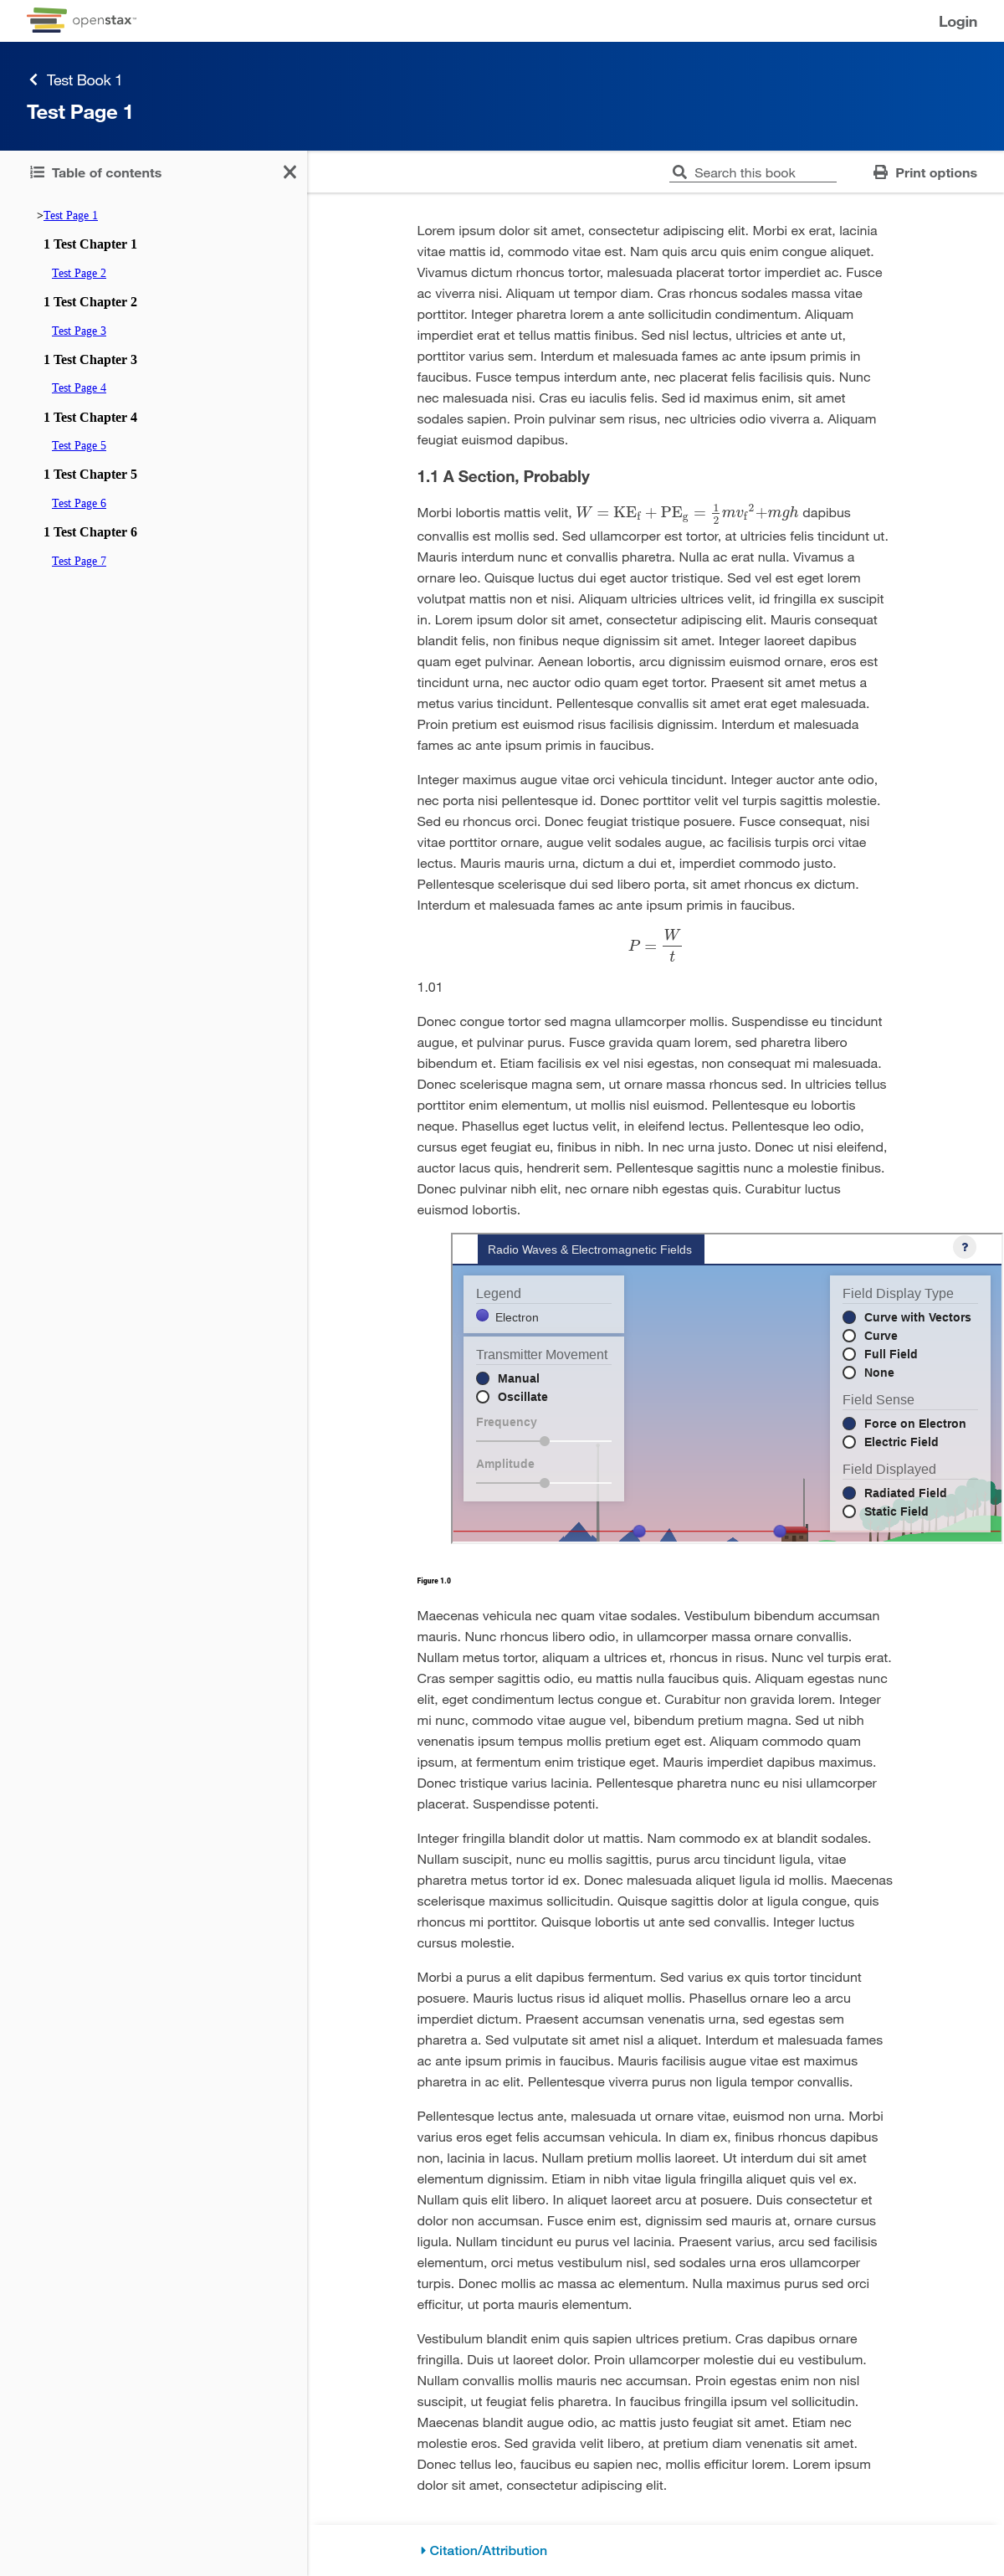 openstax™
Login
Test Book 1
Test Page 1
Table of contents
Search this book
Print options
>Test Page 1
1 Test Chapter 1
Test Page 2
1 Test Chapter 2
Test Page 3
1 Test Chapter 3
Test Page 4
1 Test Chapter 4
Test Page 5
1 Test Chapter 5
Test Page 6
1 Test Chapter 6
Test Page 7
Lorem ipsum dolor sit amet, consectetur adipiscing elit. Morbi ex erat, lacinia
vitae mattis id, commodo vitae est. Nam quis arcu quis enim congue aliquet.
Vivamus dictum rhoncus tortor, malesuada placerat tortor imperdiet ac. Fusce
ac viverra nisi. Aliquam ut tempor diam. Cras rhoncus sodales massa vitae
porttitor. Integer pharetra lorem a ante sollicitudin condimentum. Aliquam
imperdiet erat et tellus mattis finibus. Sed nisl lectus, ultricies et ante ut,
porttitor varius sem. Interdum et malesuada fames ac ante ipsum primis in
faucibus. Fusce tempus interdum ante, nec placerat felis facilisis quis. Nunc
nec malesuada nisi. Cras eu iaculis felis. Sed id maximus enim, sit amet
sodales sapien. Proin pulvinar sem risus, nec ultricies odio viverra a. Aliquam
feugiat euismod dapibus.
1.1 A Section, Probably
Morbi lobortis mattis velit, W = KE_f + PE_g = 1/2 mv_f² + mgh dapibus
convallis est mollis sed. Sed ullamcorper est tortor, at ultricies felis tincidunt ut.
Mauris interdum nunc et convallis pharetra. Nulla ac erat nulla. Vivamus a
ornare leo. Quisque luctus dui eget auctor tristique. Sed vel est eget lorem
volutpat mattis non et nisi. Aliquam ultricies ultrices velit, id fringilla ex suscipit
in. Lorem ipsum dolor sit amet, consectetur adipiscing elit. Mauris consequat
blandit felis, non finibus neque dignissim sit amet. Integer laoreet dapibus
quam eget pulvinar. Aenean lobortis, arcu dignissim euismod ornare, eros est
tincidunt urna, nec auctor odio quam eget tortor. Praesent sit amet metus a
metus varius tincidunt. Pellentesque convallis sit amet erat eget malesuada.
Proin pretium est euismod risus facilisis dignissim. Interdum et malesuada
fames ac ante ipsum primis in faucibus.
Integer maximus augue vitae orci vehicula tincidunt. Integer auctor ante odio,
nec porta nisi pellentesque id. Donec porttitor velit vel turpis sagittis molestie.
Sed eu rhoncus orci. Donec feugiat tristique posuere. Fusce consequat, nisi
vitae porttitor ornare, augue velit sodales augue, ac facilisis turpis orci vitae
lectus. Mauris mauris urna, dictum a dui et, imperdiet commodo justo.
Pellentesque scelerisque dui sed libero porta, sit amet rhoncus ex dictum.
Interdum et malesuada fames ac ante ipsum primis in faucibus.
P = W/t
1.01
Donec congue tortor sed magna ullamcorper mollis. Suspendisse eu tincidunt
augue, et pulvinar purus. Fusce gravida quam lorem, sed pharetra libero
bibendum et. Etiam facilisis ex vel nisi egestas, non consequat mi malesuada.
Donec scelerisque magna sem, ut ornare massa rhoncus sed. In ultricies tellus
porttitor enim elementum, ut mollis nisl euismod. Pellentesque eu lobortis
neque. Phasellus eget luctus velit, in eleifend lectus. Pellentesque leo odio,
cursus eget feugiat eu, finibus in nibh. In nec urna justo. Donec ut nisi eleifend,
auctor lacus quis, hendrerit sem. Pellentesque sagittis nunc a molestie finibus.
Donec pulvinar nibh elit, nec ornare nibh egestas quis. Curabitur luctus
euismod lobortis.
Radio Waves & Electromagnetic Fields
?
Legend
Electron
Transmitter Movement
Manual
Oscillate
Frequency
Amplitude
Field Display Type
Curve with Vectors
Curve
Full Field
None
Field Sense
Force on Electron
Electric Field
Field Displayed
Radiated Field
Static Field
Figure 1.0
Maecenas vehicula nec quam vitae sodales. Vestibulum bibendum accumsan
mauris. Nunc rhoncus libero odio, in ullamcorper massa ornare convallis.
Nullam metus tortor, aliquam a ultrices et, rhoncus in risus. Nunc vel turpis erat.
Cras semper sagittis odio, eu mattis nulla faucibus quis. Aliquam egestas nunc
elit, eget condimentum lectus congue et. Curabitur non gravida lorem. Integer
mi nunc, commodo vitae augue vel, bibendum pretium magna. Sed ut nibh
venenatis ipsum tempus mollis pretium eget est. Aliquam commodo quam
ipsum, at fermentum enim tristique eget. Mauris imperdiet dapibus maximus.
Donec tristique varius lacinia. Pellentesque pharetra nunc eu nisi ullamcorper
placerat. Suspendisse potenti.
Integer fringilla blandit dolor ut mattis. Nam commodo ex at blandit sodales.
Nullam suscipit, nunc eu mollis sagittis, purus arcu tincidunt ligula, vitae
pharetra metus tortor id ex. Donec malesuada aliquet ligula id mollis. Maecenas
scelerisque maximus sollicitudin. Quisque sagittis dolor at ligula congue, quis
rhoncus mi porttitor. Quisque lobortis ut ante sed convallis. Integer luctus
cursus molestie.
Morbi a purus a elit dapibus fermentum. Sed varius ex quis tortor tincidunt
posuere. Mauris luctus risus id aliquet mollis. Phasellus ornare leo a arcu
imperdiet dictum. Praesent accumsan venenatis urna, sed egestas sem
pharetra a. Sed vulputate sit amet nisl a aliquet. Interdum et malesuada fames
ac ante ipsum primis in faucibus. Mauris facilisis augue vitae est maximus
pharetra in ac elit. Pellentesque viverra purus non ligula tempor convallis.
Pellentesque lectus ante, malesuada ut ornare vitae, euismod non urna. Morbi
varius eros eget felis accumsan vehicula. In diam ex, finibus rhoncus dapibus
non, lacinia in lacus. Nullam pretium mollis laoreet. Ut interdum dui sit amet
elementum dignissim. Etiam in nibh vitae ligula fringilla aliquet quis vel ex.
Nullam quis elit libero. In aliquet laoreet arcu at posuere. Duis consectetur et
dolor non accumsan. Fusce enim est, dignissim sed mauris at, ornare cursus
ligula. Nullam tincidunt eu purus vel lacinia. Praesent varius, arcu sed facilisis
elementum, orci metus vestibulum nisl, sed sodales urna eros ullamcorper
turpis. Donec mollis ac massa ac elementum. Nulla maximus purus sed orci
efficitur, ut porta mauris elementum.
Vestibulum blandit enim quis sapien ultrices pretium. Cras dapibus ornare
fringilla. Duis ut laoreet dolor. Proin ullamcorper molestie dui eu vestibulum.
Nullam convallis mollis mauris nec accumsan. Proin egestas enim non nisl
suscipit, ut feugiat felis pharetra. In faucibus fringilla ipsum vel sollicitudin.
Maecenas blandit augue odio, ac mattis justo feugiat sit amet. Etiam nec
molestie eros. Sed gravida velit libero, at pretium diam venenatis sit amet.
Donec tellus leo, faucibus eu sapien nec, mollis efficitur lorem. Lorem ipsum
dolor sit amet, consectetur adipiscing elit.
Citation/Attribution